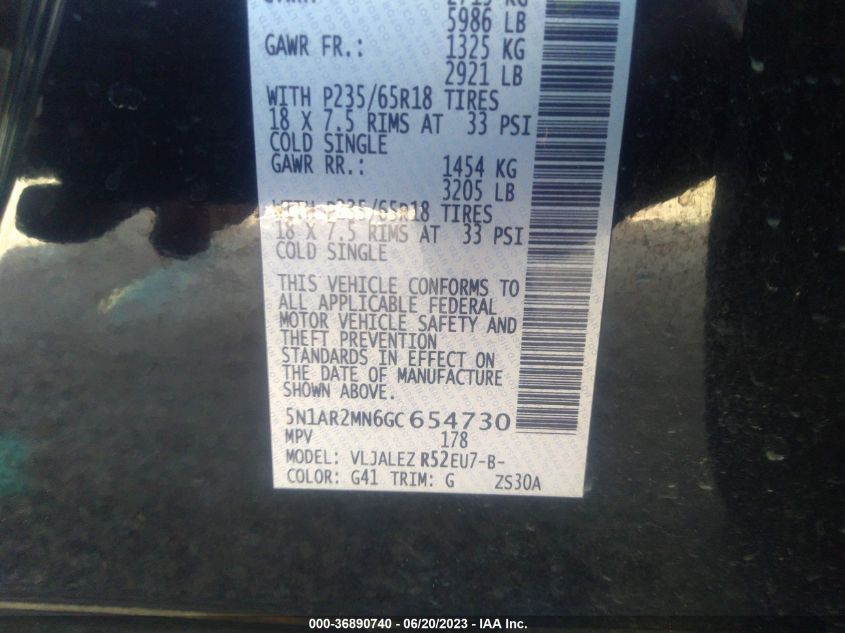 5986 LB
GAWR FR.: 1325 KG
2921 LB
WITH P235/65R18 TIRES
18 X 7.5 RIMS AT 33 PSI
COLD SINGLE
GAWR RR.: 1454 KG
3205 LB
WITH P235/65R18 TIRES
18 X 7.5 RIMS AT 33 PSI
COLD SINGLE
THIS VEHICLE CONFORMS TO
ALL APPLICABLE FEDERAL
MOTOR VEHICLE SAFETY AND
THEFT PREVENTION
STANDARDS IN EFFECT ON
THE DATE OF MANUFACTURE
SHOWN ABOVE.
5N1AR2MN6GC654730
MPV 178
MODEL: VLJALEZ R52EU7-B-
COLOR: G41 TRIM: G ZS30A
000-36890740 - 06/20/2023 - IAA Inc.